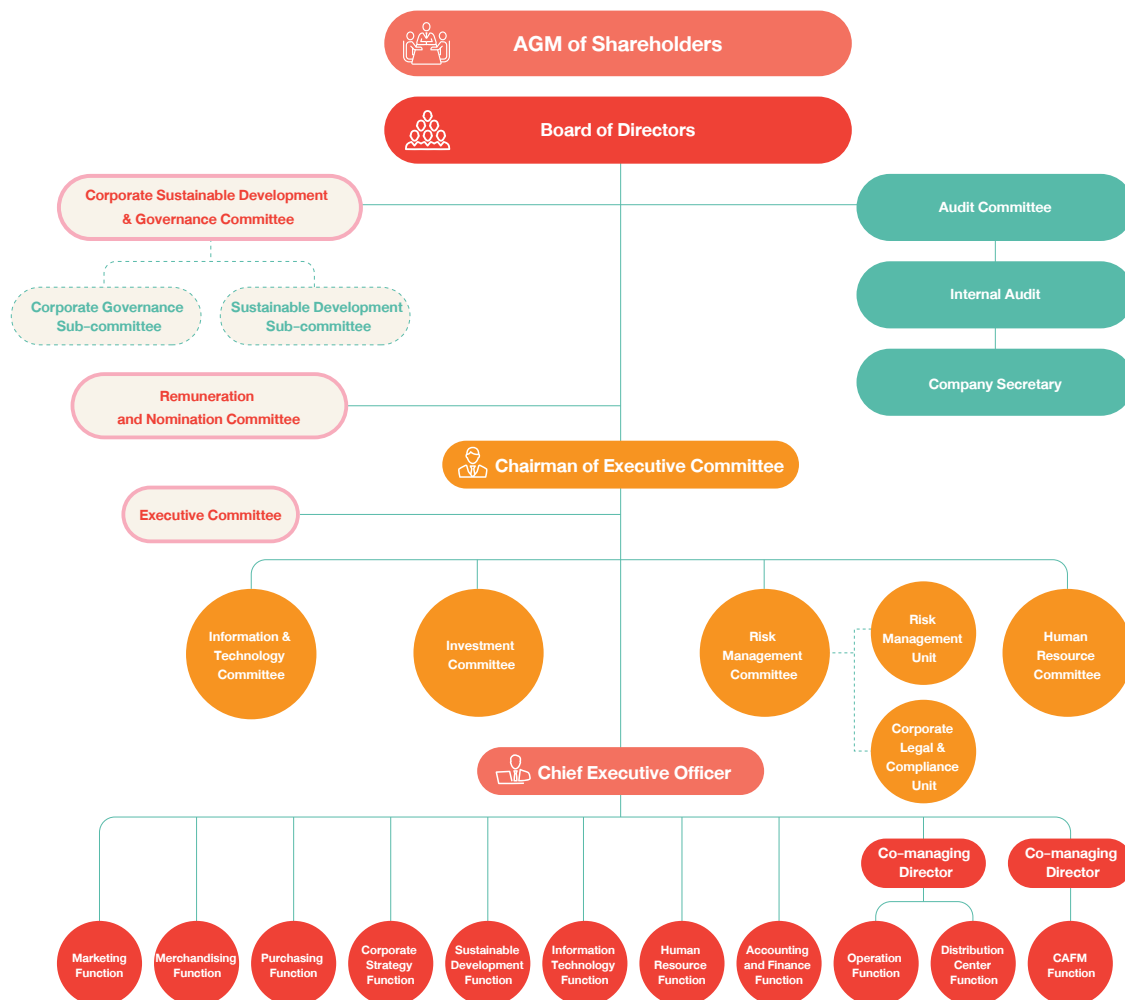 AGM of Shareholders
Board of Directors
Corporate Sustainable Development
& Governance Committee
Audit Committee
Corporate Governance
Sub-committee
Sustainable Development
Sub-committee
Internal Audit
Company Secretary
Remuneration
and Nomination Committee
Chairman of Executive Committee
Executive Committee
Information &
Technology
Committee
Investment
Committee
Risk
Management
Committee
Risk
Management
Unit
Human
Resource
Committee
Corporate
Legal &
Compliance
Unit
Chief Executive Officer
Co-managing
Director
Co-managing
Director
Marketing
Function
Merchandising
Function
Purchasing
Function
Corporate
Strategy
Function
Sustainable
Development
Function
Information
Technology
Function
Human
Resource
Function
Accounting
and Finance
Function
Operation
Function
Distribution
Center
Function
CAFM
Function